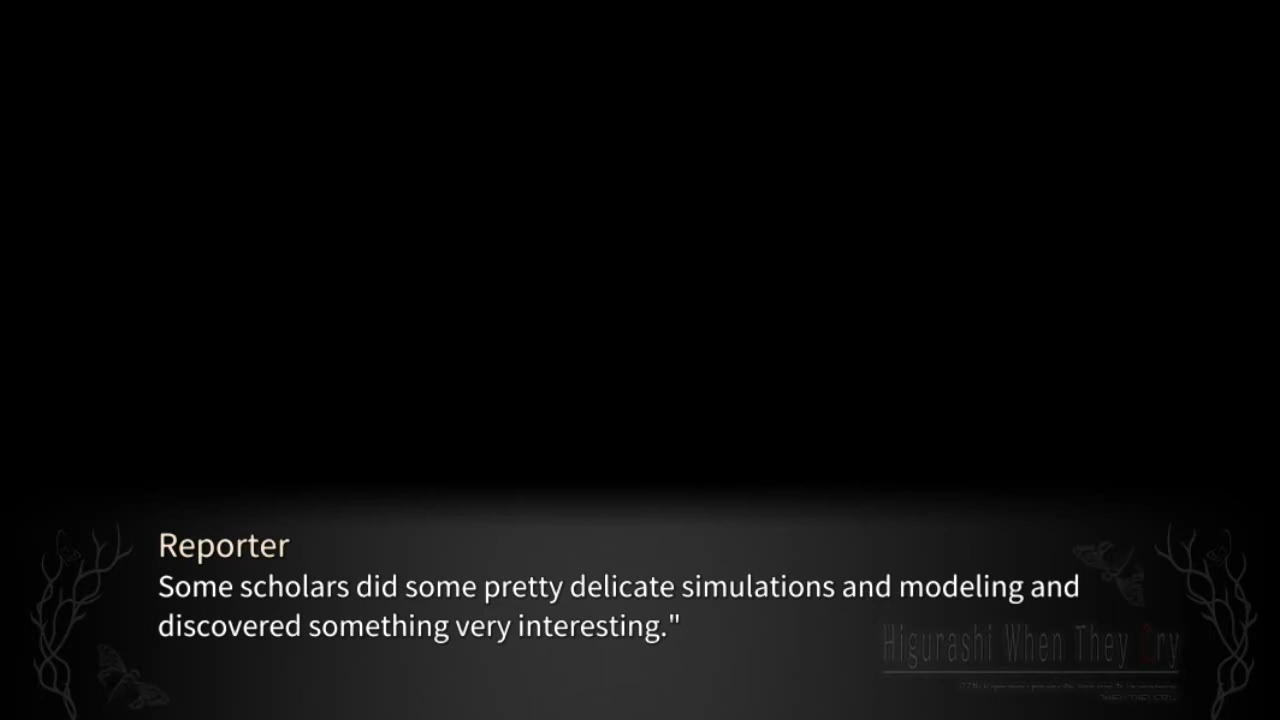 Reporter
Some scholars did some pretty delicate simulations and modeling and
discovered something very interesting."
Higurashi When They Cry